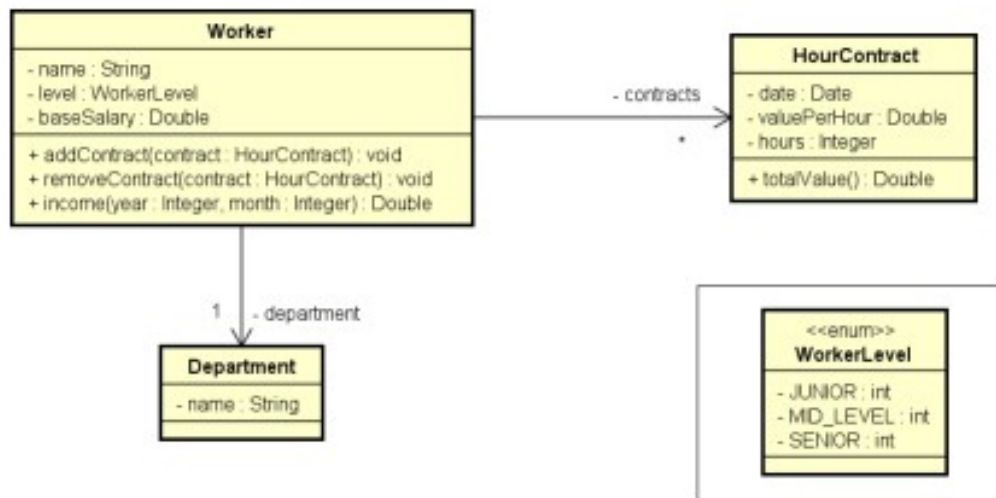 Worker
- name : String
- level : WorkerLevel
- baseSalary : Double
+ addContract(contract : HourContract) : void
+ removeContract(contract : HourContract) : void
+ income(year : Integer, month : Integer) : Double
- contracts
*
HourContract
- date : Date
- valuePerHour : Double
- hours : Integer
+ totalValue() : Double
1
- department
Department
- name : String
<<enum>>
WorkerLevel
- JUNIOR : int
- MID_LEVEL : int
- SENIOR : int